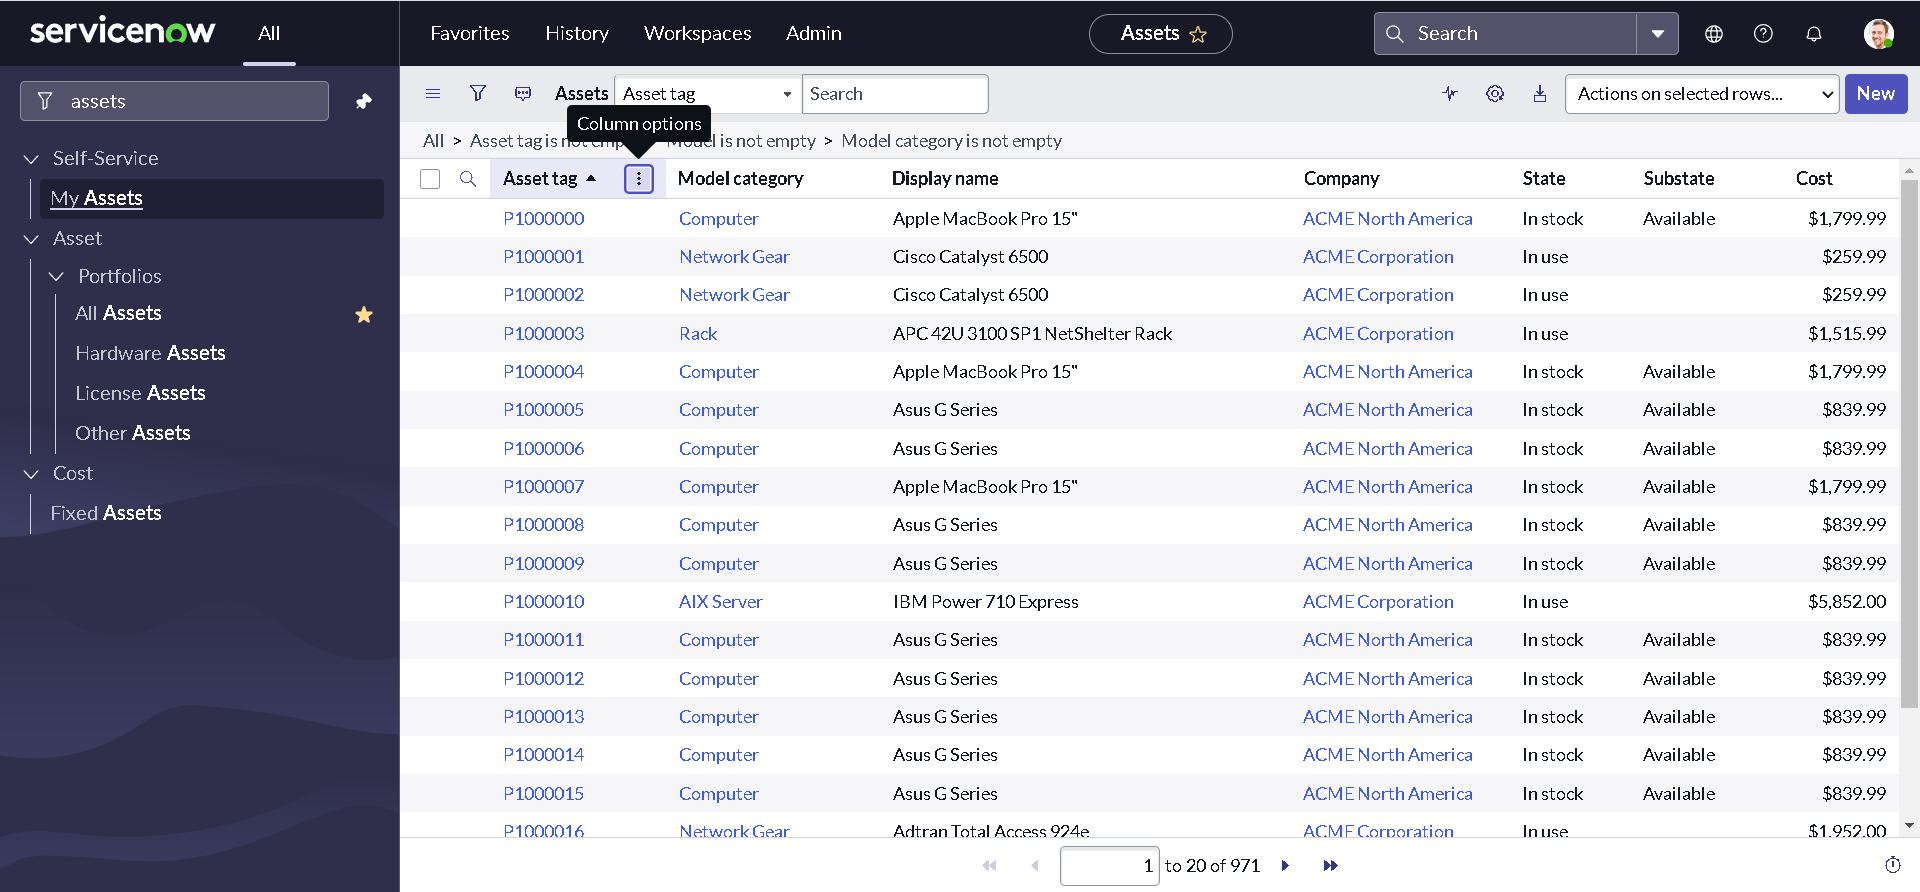 servicenow
All
Favorites
History
Workspaces
Admin
Assets
Search
assets
Self-Service
My Assets
Asset
Portfolios
All Assets
Hardware Assets
License Assets
Other Assets
Cost
Fixed Assets
Assets
Asset tag
Search
Actions on selected rows...
New
Column options
All > Asset tag is not emp Model is not empty > Model category is not empty
Asset tag Model category Display name Company State Substate Cost
P1000000 Computer Apple MacBook Pro 15" ACME North America In stock Available $1,799.99
P1000001 Network Gear Cisco Catalyst 6500 ACME Corporation In use $259.99
P1000002 Network Gear Cisco Catalyst 6500 ACME Corporation In use $259.99
P1000003 Rack APC 42U 3100 SP1 NetShelter Rack ACME Corporation In use $1,515.99
P1000004 Computer Apple MacBook Pro 15" ACME North America In stock Available $1,799.99
P1000005 Computer Asus G Series ACME North America In stock Available $839.99
P1000006 Computer Asus G Series ACME North America In stock Available $839.99
P1000007 Computer Apple MacBook Pro 15" ACME North America In stock Available $1,799.99
P1000008 Computer Asus G Series ACME North America In stock Available $839.99
P1000009 Computer Asus G Series ACME North America In stock Available $839.99
P1000010 AIX Server IBM Power 710 Express ACME Corporation In use $5,852.00
P1000011 Computer Asus G Series ACME North America In stock Available $839.99
P1000012 Computer Asus G Series ACME North America In stock Available $839.99
P1000013 Computer Asus G Series ACME North America In stock Available $839.99
P1000014 Computer Asus G Series ACME North America In stock Available $839.99
P1000015 Computer Asus G Series ACME North America In stock Available $839.99
P1000016 Network Gear Adtran Total Access 924e ACME Corporation In use $1,952.00
1 to 20 of 971